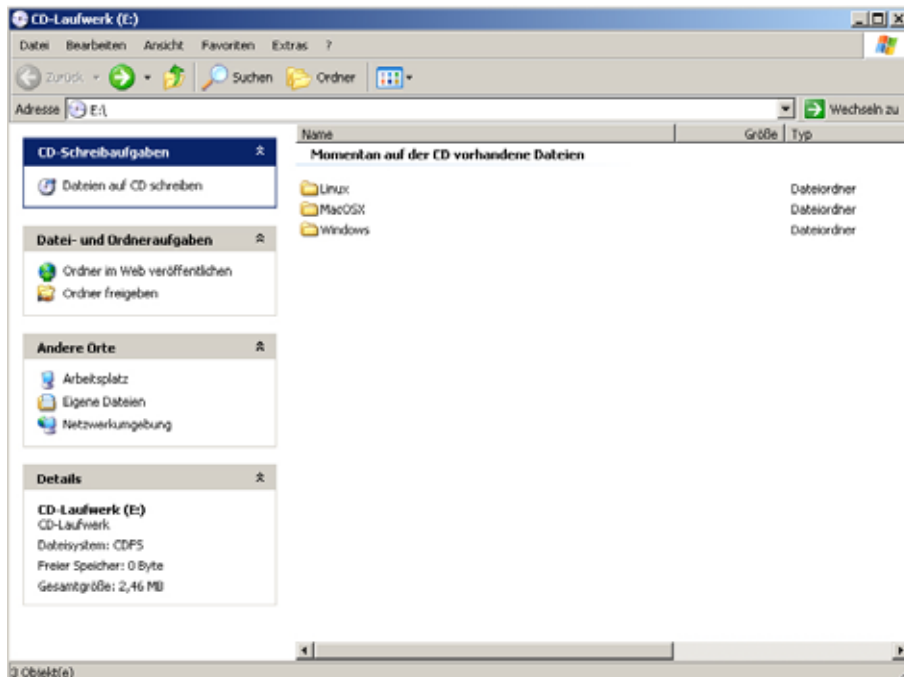 CD-Laufwerk (E:)
Datei Bearbeiten Ansicht Favoriten Extras ?
Zurück Suchen Ordner
Adresse E:\ Wechseln zu
Name Größe Typ
CD-Schreibaufgaben
Dateien auf CD schreiben
Datei- und Ordneraufgaben
Ordner im Web veröffentlichen
Ordner freigeben
Andere Orte
Arbeitsplatz
Eigene Dateien
Netzwerkumgebung
Details
CD-Laufwerk (E:)
CD-Laufwerk
Dateisystem: CDFS
Freier Speicher: 0 Byte
Gesamtgröße: 2,46 MB
Momentan auf der CD vorhandene Dateien
Linux Dateiordner
MacOSX Dateiordner
Windows Dateiordner
3 Objekt(e)